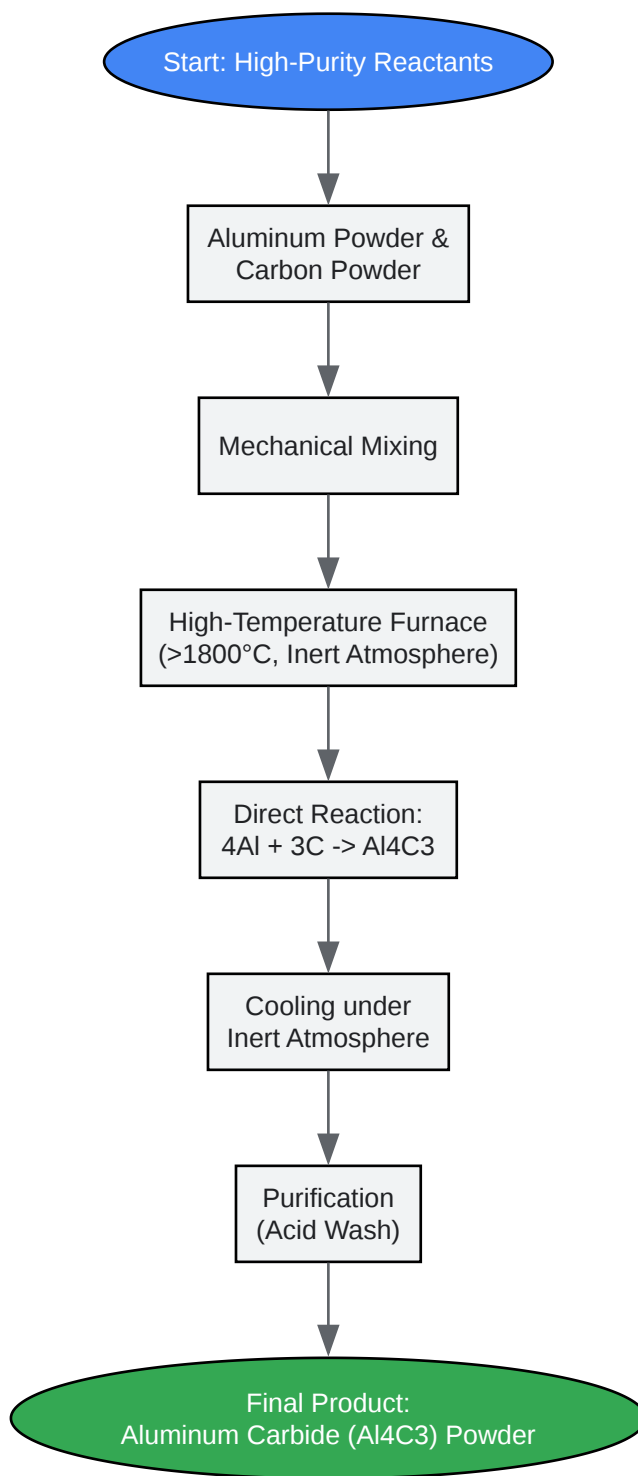 Start: High-Purity Reactants
Aluminum Powder &
Carbon Powder
Mechanical Mixing
High-Temperature Furnace
(>1800°C, Inert Atmosphere)
Direct Reaction:
4Al + 3C -> Al4C3
Cooling under
Inert Atmosphere
Purification
(Acid Wash)
Final Product:
Aluminum Carbide (Al4C3) Powder